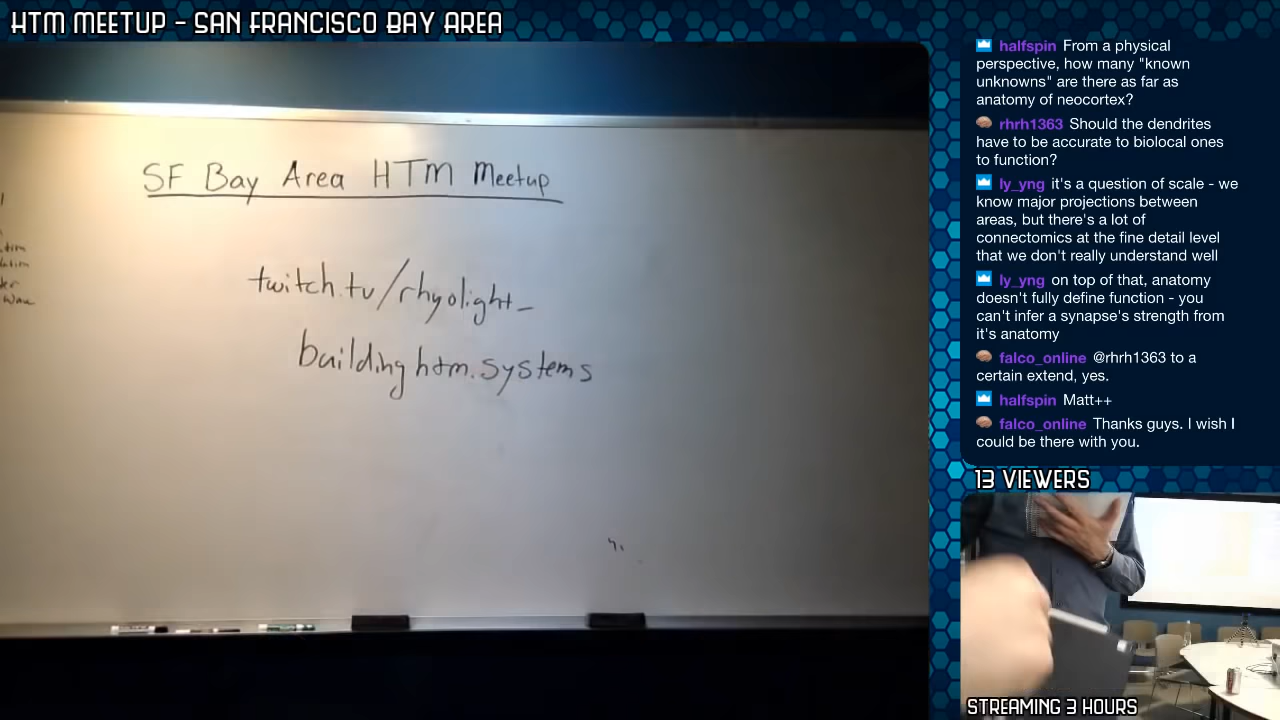 HTM MEETUP - SAN FRANCISCO BAY AREA
SF Bay Area HTM Meetup
twitch.tv/rhyolight_
buildinghtm.systems
halfspin From a physical
perspective, how many "known
unknowns" are there as far as
anatomy of neocortex?
rhrh1363 Should the dendrites
have to be accurate to biolocal ones
to function?
ly_yng it's a question of scale - we
know major projections between
areas, but there's a lot of
connectomics at the fine detail level
that we don't really understand well
ly_yng on top of that, anatomy
doesn't fully define function - you
can't infer a synapse's strength from
it's anatomy
falco_online @rhrh1363 to a
certain extend, yes.
halfspin Matt++
falco_online Thanks guys. I wish I
could be there with you.
13 VIEWERS
STREAMING 3 HOURS